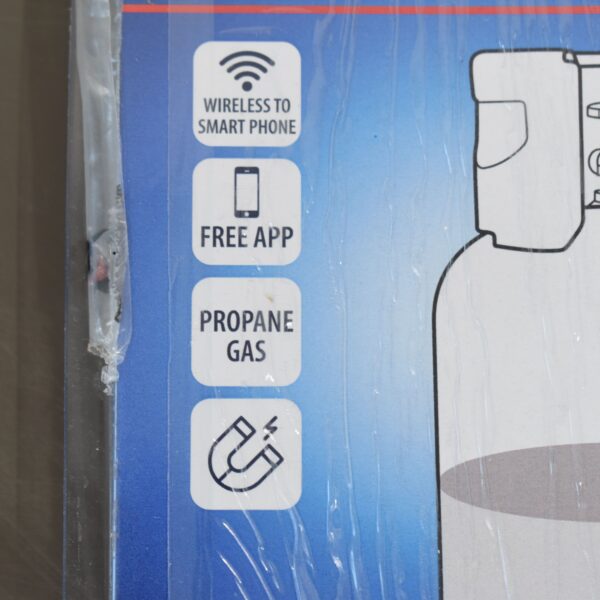 WIRELESS TO
SMART PHONE
FREE APP
PROPANE
GAS